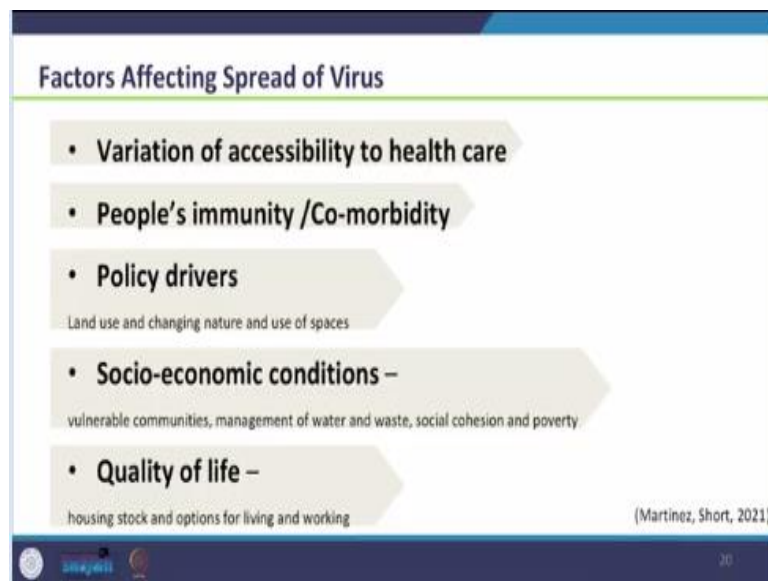 Factors Affecting Spread of Virus
• Variation of accessibility to health care
• People's immunity /Co-morbidity
• Policy drivers
Land use and changing nature and use of spaces
• Socio-economic conditions –
vulnerable communities, management of water and waste, social cohesion and poverty
• Quality of life –
housing stock and options for living and working
(Martinez, Short, 2021)
swayam
20